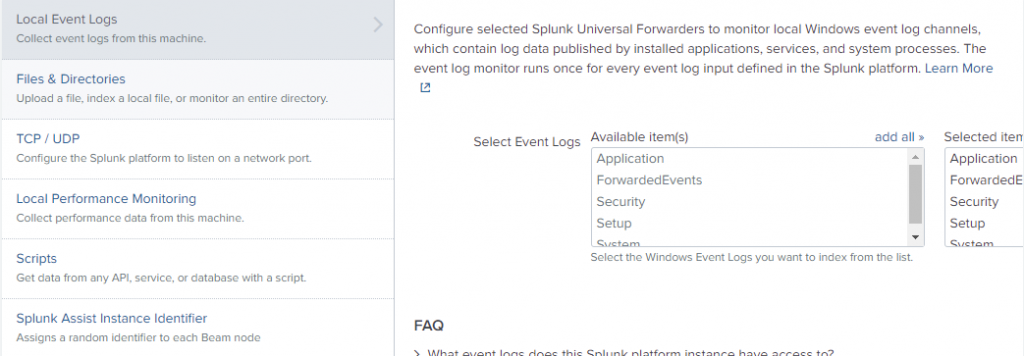 Local Event Logs
Collect event logs from this machine.
Files & Directories
Upload a file, index a local file, or monitor an entire directory.
TCP / UDP
Configure the Splunk platform to listen on a network port.
Local Performance Monitoring
Collect performance data from this machine.
Scripts
Get data from any API, service, or database with a script.
Splunk Assist Instance Identifier
Assigns a random identifier to each Beam node
Configure selected Splunk Universal Forwarders to monitor local Windows event log channels,
which contain log data published by installed applications, services, and system processes. The
event log monitor runs once for every event log input defined in the Splunk platform. Learn More
Select Event Logs
Available item(s) add all »
Application
ForwardedEvents
Security
Setup
System
Select the Windows Event Logs you want to index from the list.
Selected item
Application
ForwardedE
Security
Setup
System
FAQ
> What event logs does this Splunk platform instance have access to?